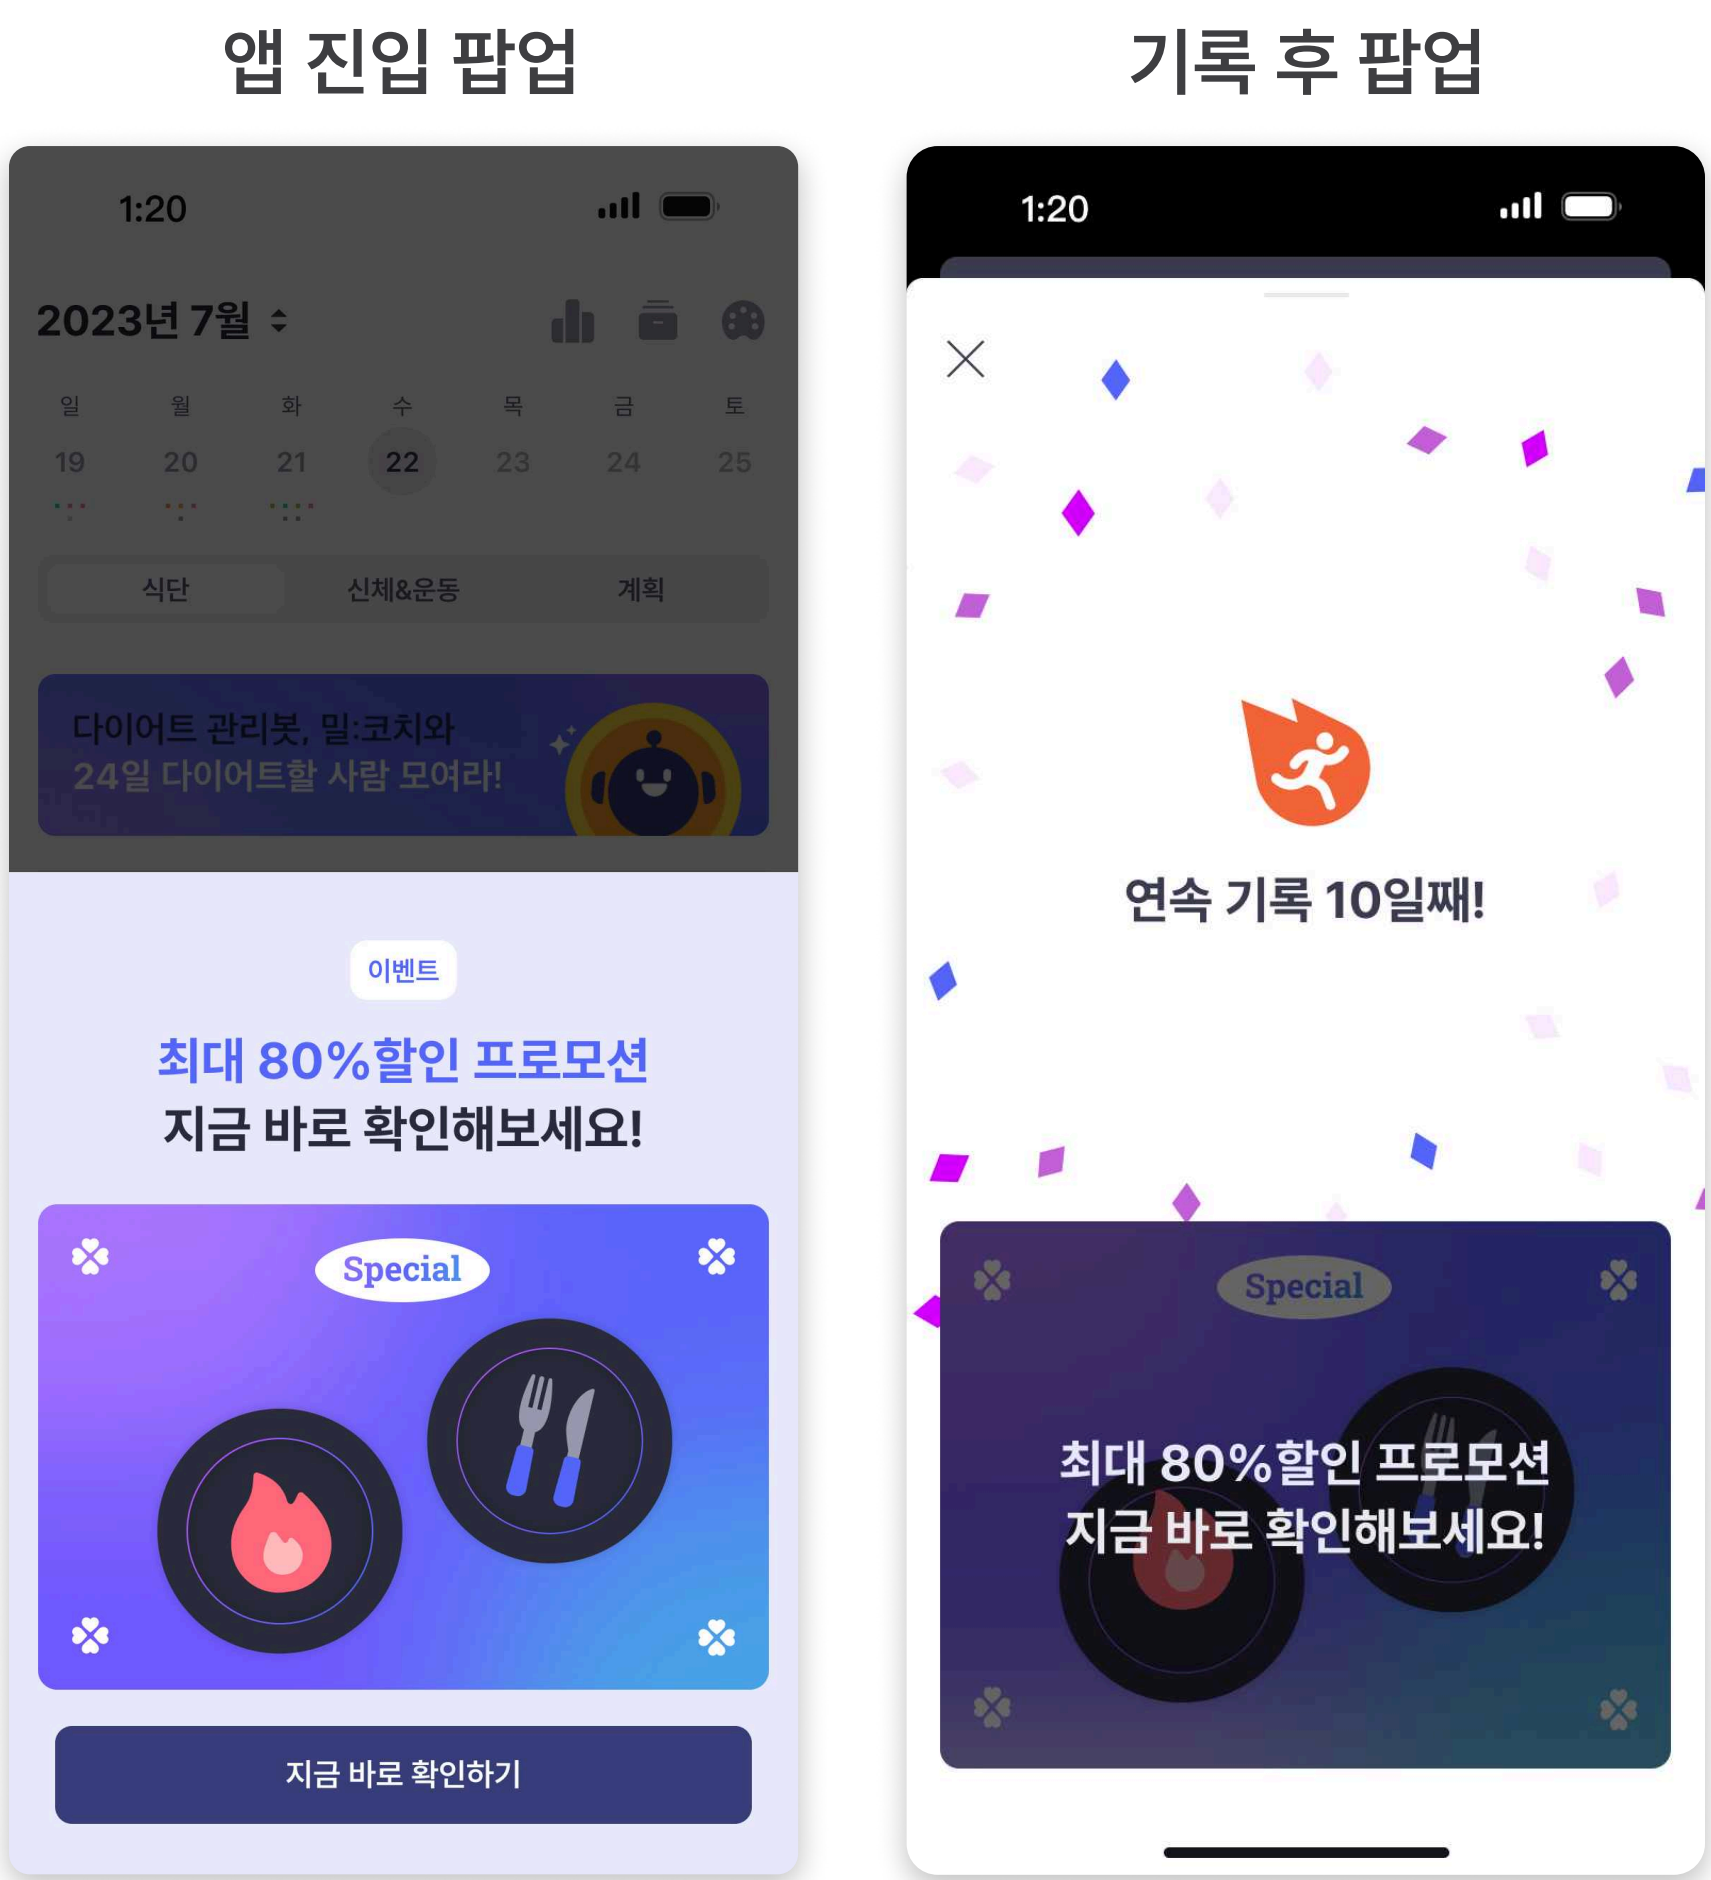 앱 진입 팝업
1:20
2023년 7월
일 월 화 수 목 금 토
19 20 21 22 23 24 25
식단 신체&운동 계획
다이어트 관리봇, 밀:코치와
24일 다이어트할 사람 모여라!
이벤트
최대 80%할인 프로모션
지금 바로 확인해보세요!
Special
지금 바로 확인하기
기록 후 팝업
1:20
연속 기록 10일째!
Special
최대 80%할인 프로모션
지금 바로 확인해보세요!